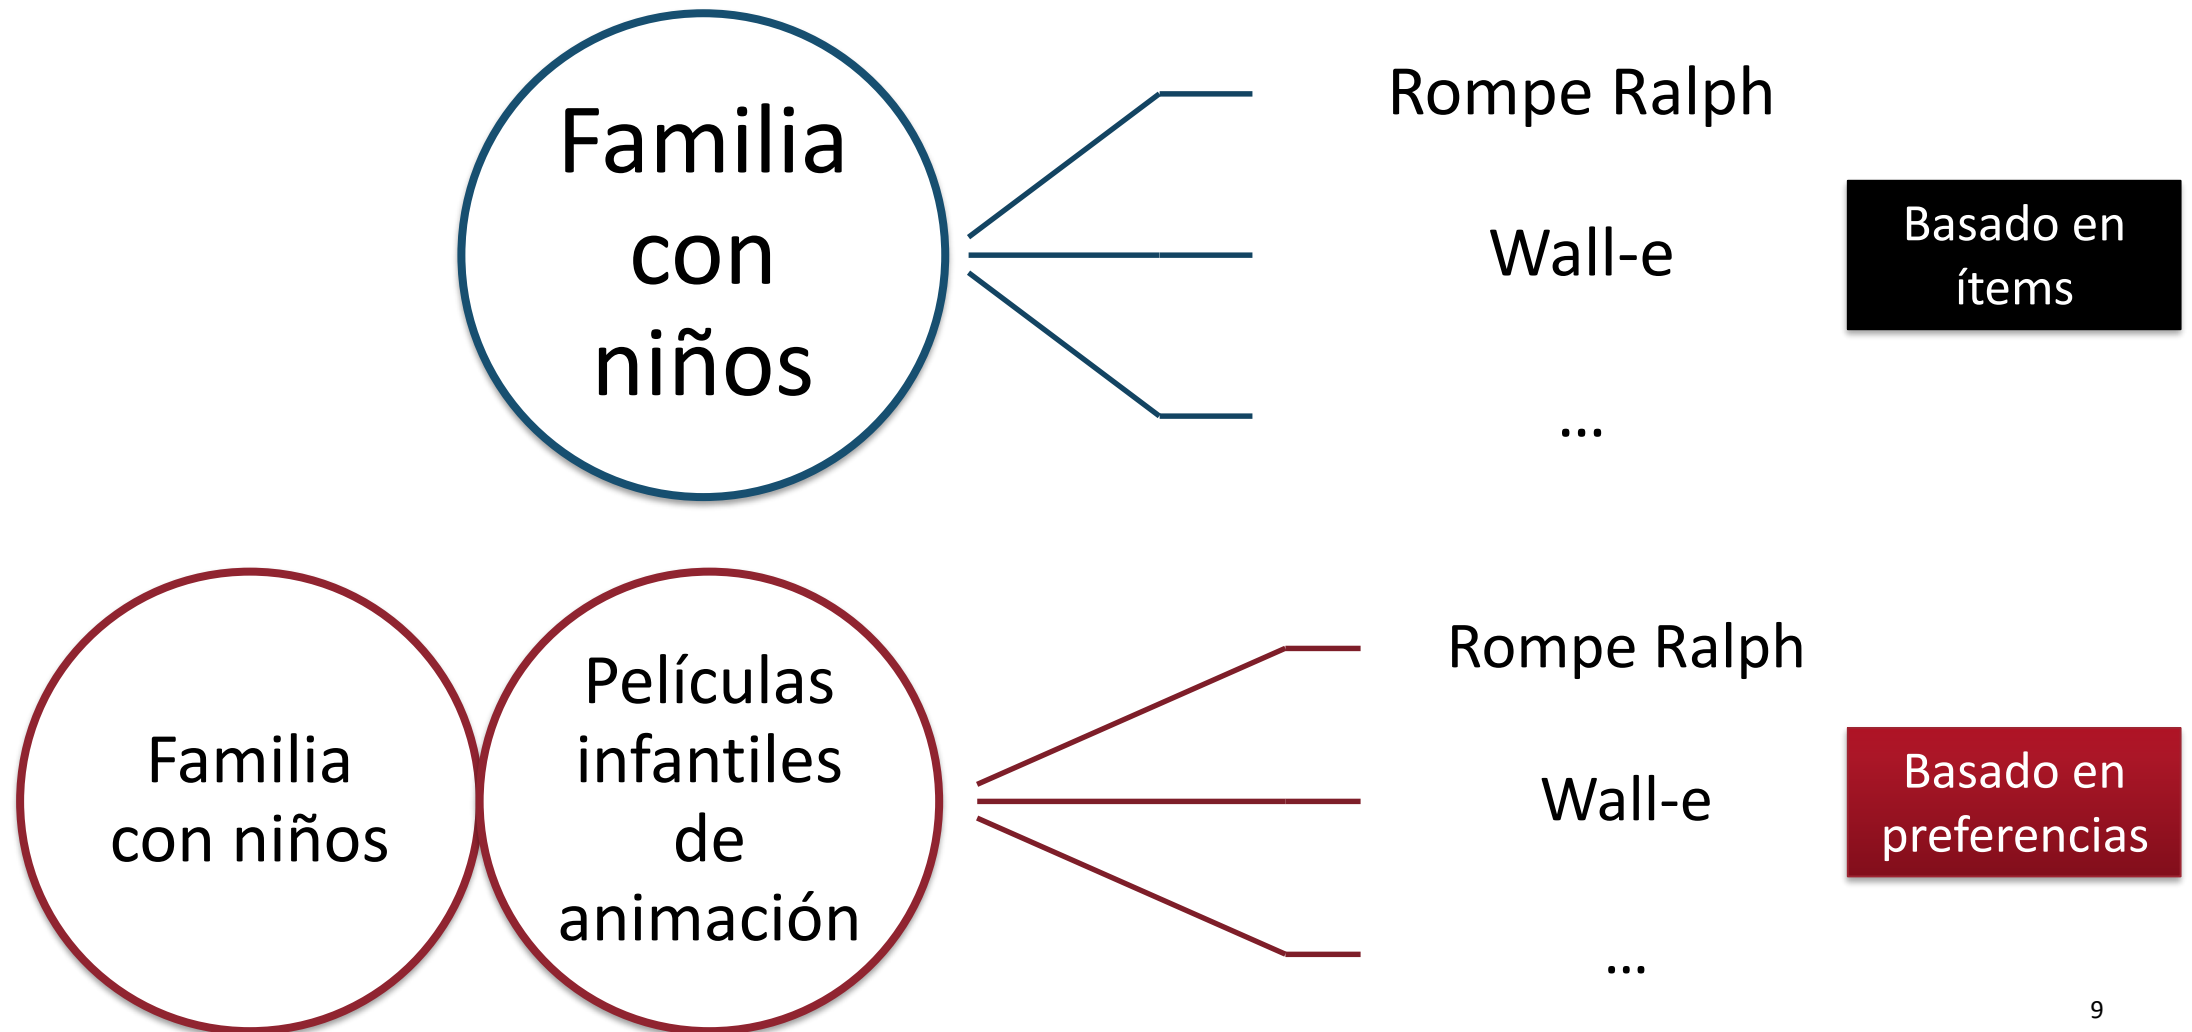 Familia
con
niños
Rompe Ralph
Wall-e
...
Basado en
ítems
Familia
con niños
Películas
infantiles
de
animación
Rompe Ralph
Wall-e
...
Basado en
preferencias
9